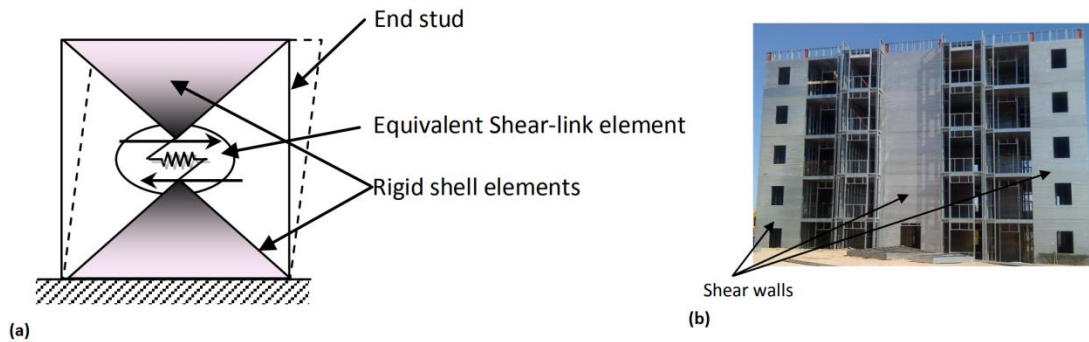 End stud
Equivalent Shear-link element
Rigid shell elements
(a)
Shear walls
(b)